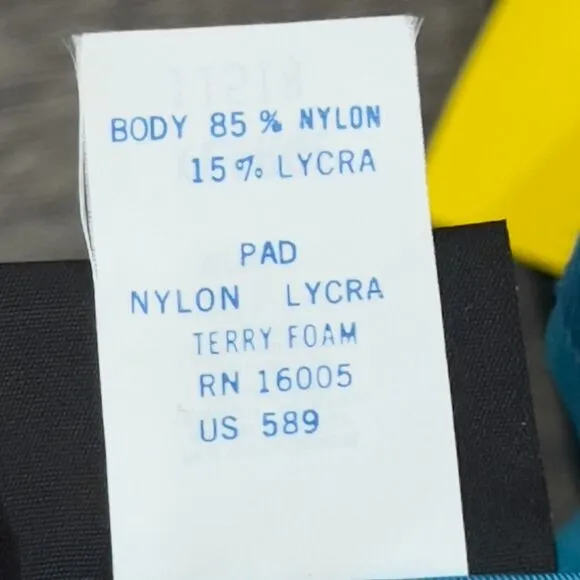 BODY 85% NYLON
15% LYCRA
PAD
NYLON LYCRA
TERRY FOAM
RN 16005
US 589